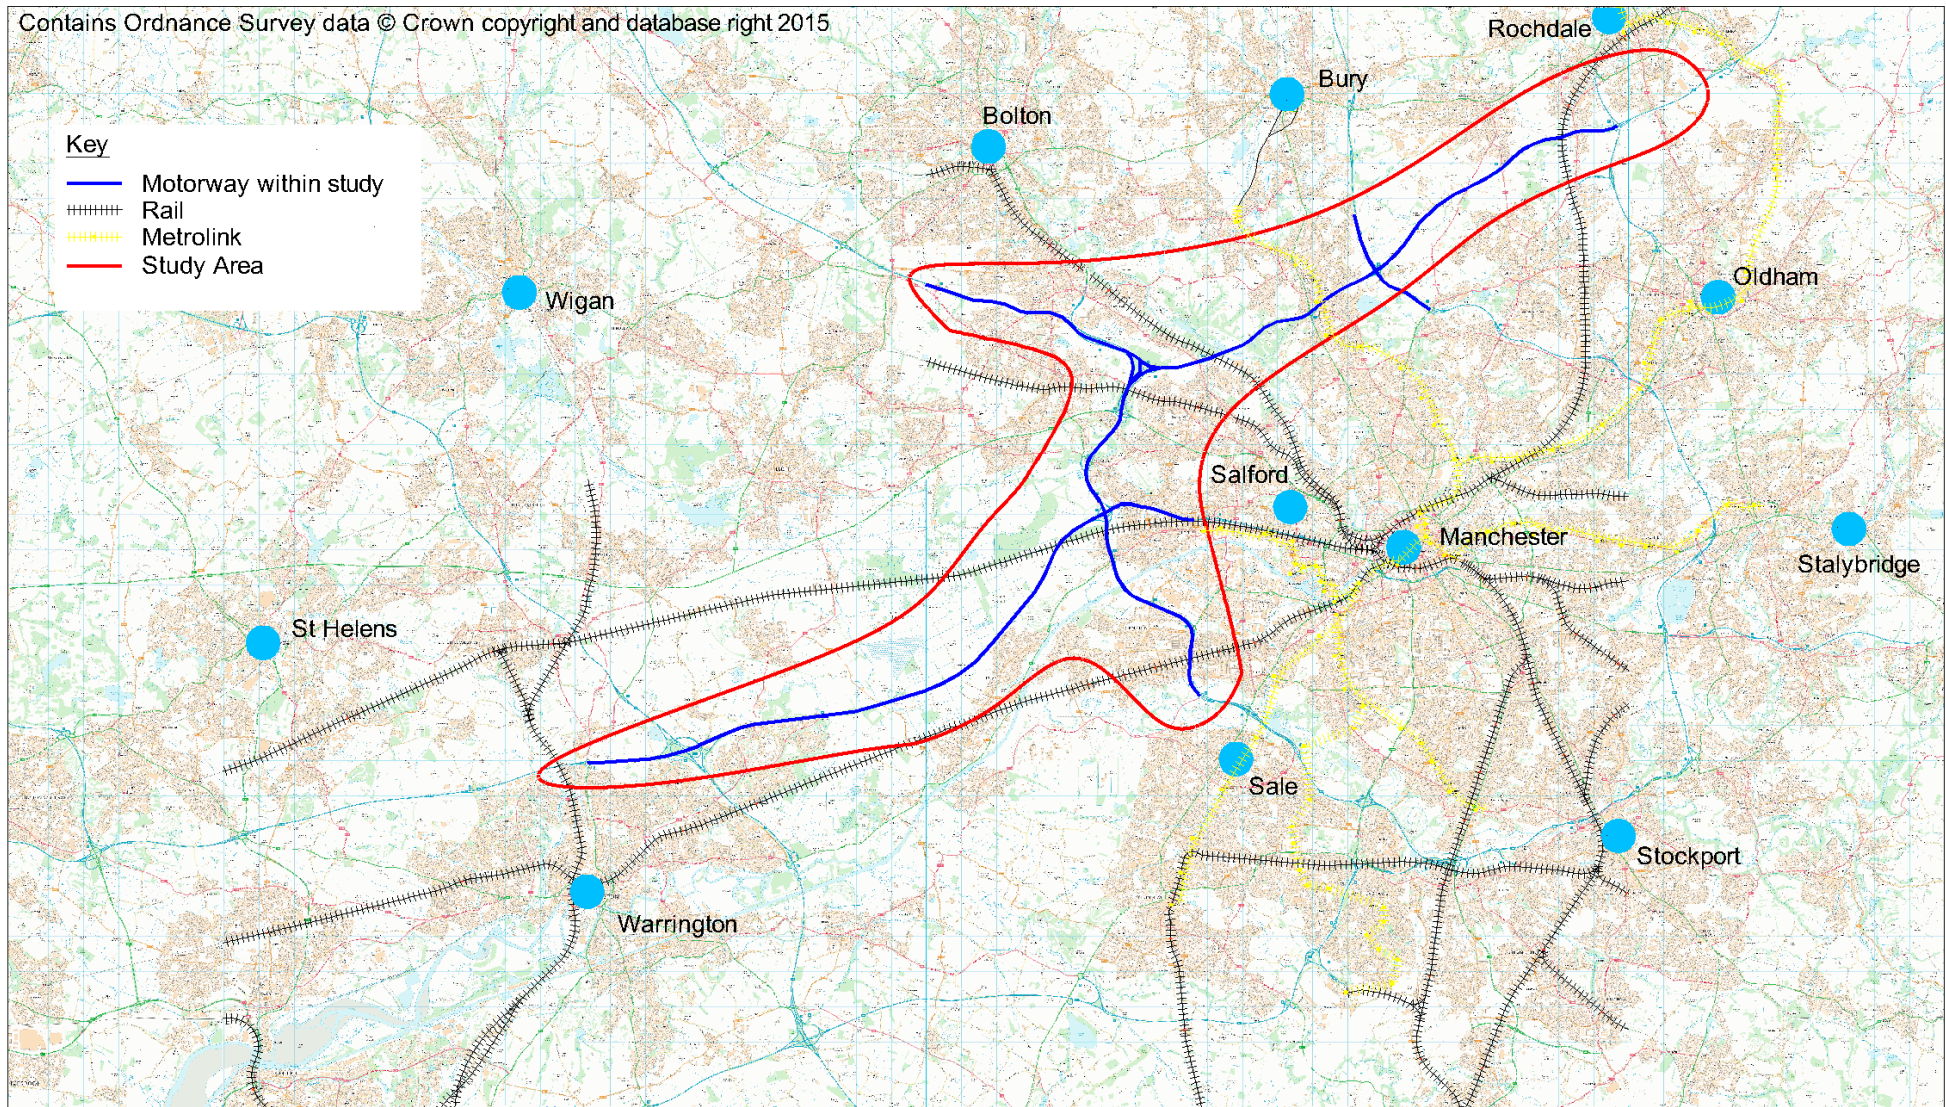 Contains Ordnance Survey data © Crown copyright and database right 2015
Rochdale
Bury
Bolton
Key
Motorway within study
Rail
Metrolink
Study Area
Wigan
Oldham
Salford
Manchester
Stalybridge
St Helens
Sale
Stockport
Warrington